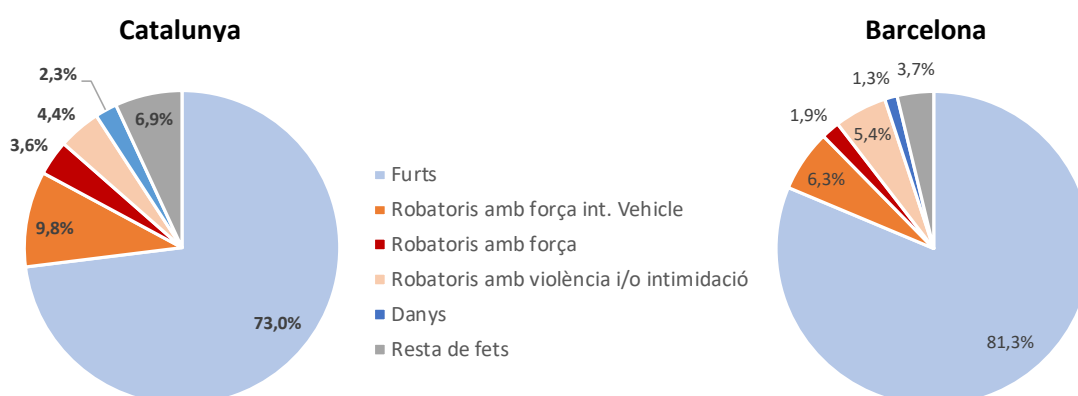 Catalunya
2,3%
4,4%
6,9%
3,6%
9,8%
73,0%
Furts
Robatoris amb força int. Vehicle
Robatoris amb força
Robatoris amb violència i/o intimidació
Danys
Resta de fets
Barcelona
3,7%
1,3%
1,9%
5,4%
6,3%
81,3%